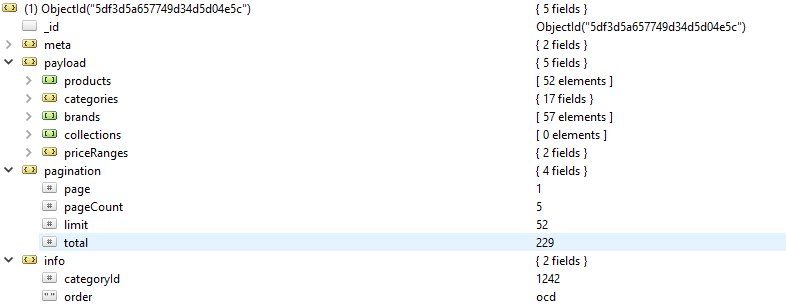 (1) ObjectId("5df3d5a657749d34d5d04e5c") { 5 fields }
_id ObjectId("5df3d5a657749d34d5d04e5c")
meta { 2 fields }
payload { 5 fields }
products [ 52 elements ]
categories { 17 fields }
brands [ 57 elements ]
collections [ 0 elements ]
priceRanges { 2 fields }
pagination { 4 fields }
# page 1
# pageCount 5
# limit 52
# total 229
info { 2 fields }
# categoryId 1242
" " order ocd